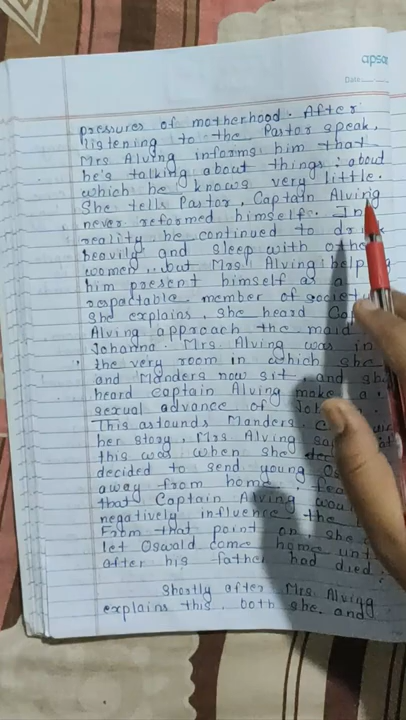 apsa
Date
pressures of motherhood. After
listening to the Pastor speak,
Mrs Alving informs him that
he's talking about things : about
which he knows very little.
She tells Pastor, Captain Alving
never reformed himself. In
reality he continued to
heavily and sleep with
women, but Mrs Alving help
him present himself as a
respactable member of
She explains, she heard
Alving approach the maid
Johanna. Mrs Alving was in
the very room in which she
and Manders now sit, and
heard Captain Alving make a
sexual advance of
This astounds Manders.
her story, Mrs Alving
this was when she
decided to send young
away from home,
that Captain Alving
negatively influence the
From that point on, she
let Oswald come home
after his father had died.
Shostly after Mrs Alving
explains this, both she and